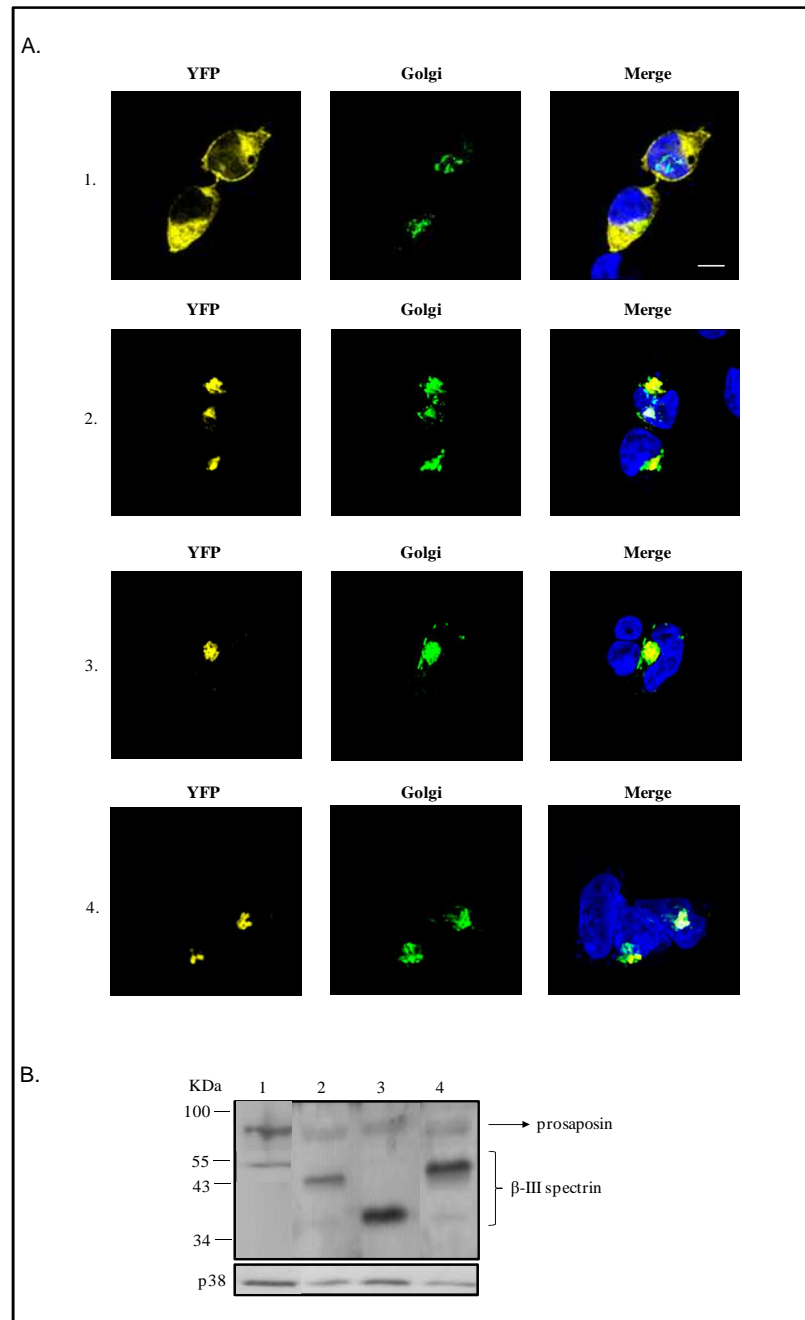 A.
YFP Golgi Merge
1.
YFP Golgi Merge
2.
YFP Golgi Merge
3.
YFP Golgi Merge
4.
B.
KDa 1 2 3 4
100
prosaposin
55
43
β-III spectrin
34
p38